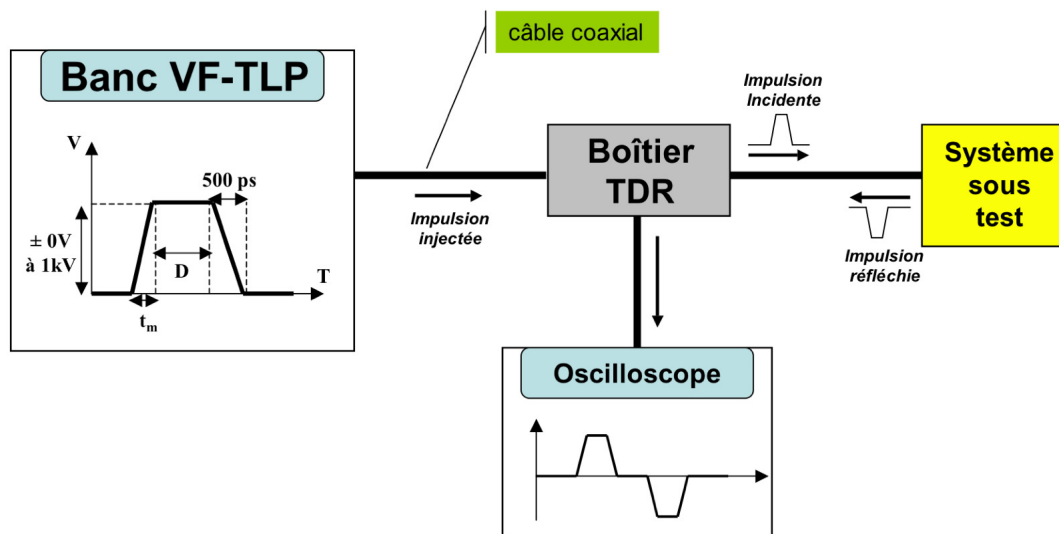 câble coaxial
Banc VF-TLP
V
500 ps
± 0V
à 1kV
D
T
tₘ
Impulsion
injectée
Boîtier
TDR
Impulsion
Incidente
Impulsion
réfléchie
Système
sous
test
Oscilloscope